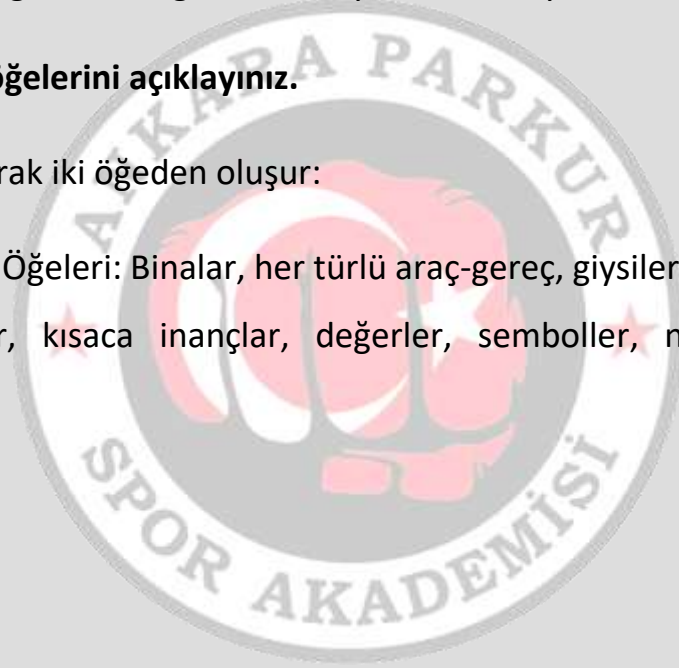 öğelerini açıklayınız.
rak iki öğeden oluşur:
Öğeleri: Binalar, her türlü araç-gereç, giysiler
r, kısaca inançlar, değerler, semboller, n
ANKARA PARKUR
SPOR AKADEMİSİ